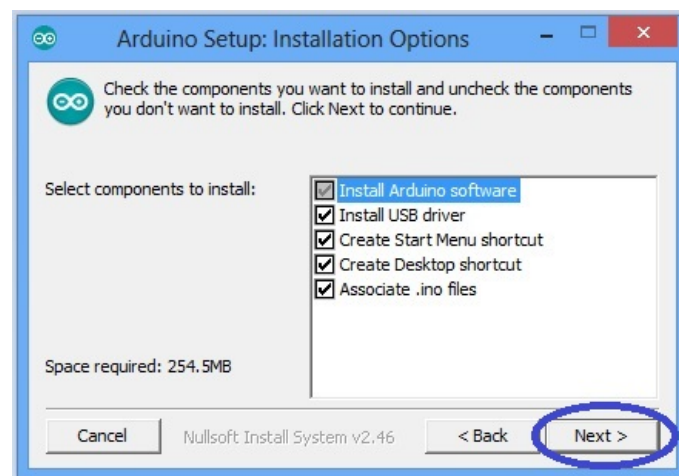 Arduino Setup: Installation Options
Check the components you want to install and uncheck the components
you don't want to install. Click Next to continue.
Select components to install:
Install Arduino software
Install USB driver
Create Start Menu shortcut
Create Desktop shortcut
Associate .ino files
Space required: 254.5MB
Cancel
Nullsoft Install System v2.46
< Back
Next >